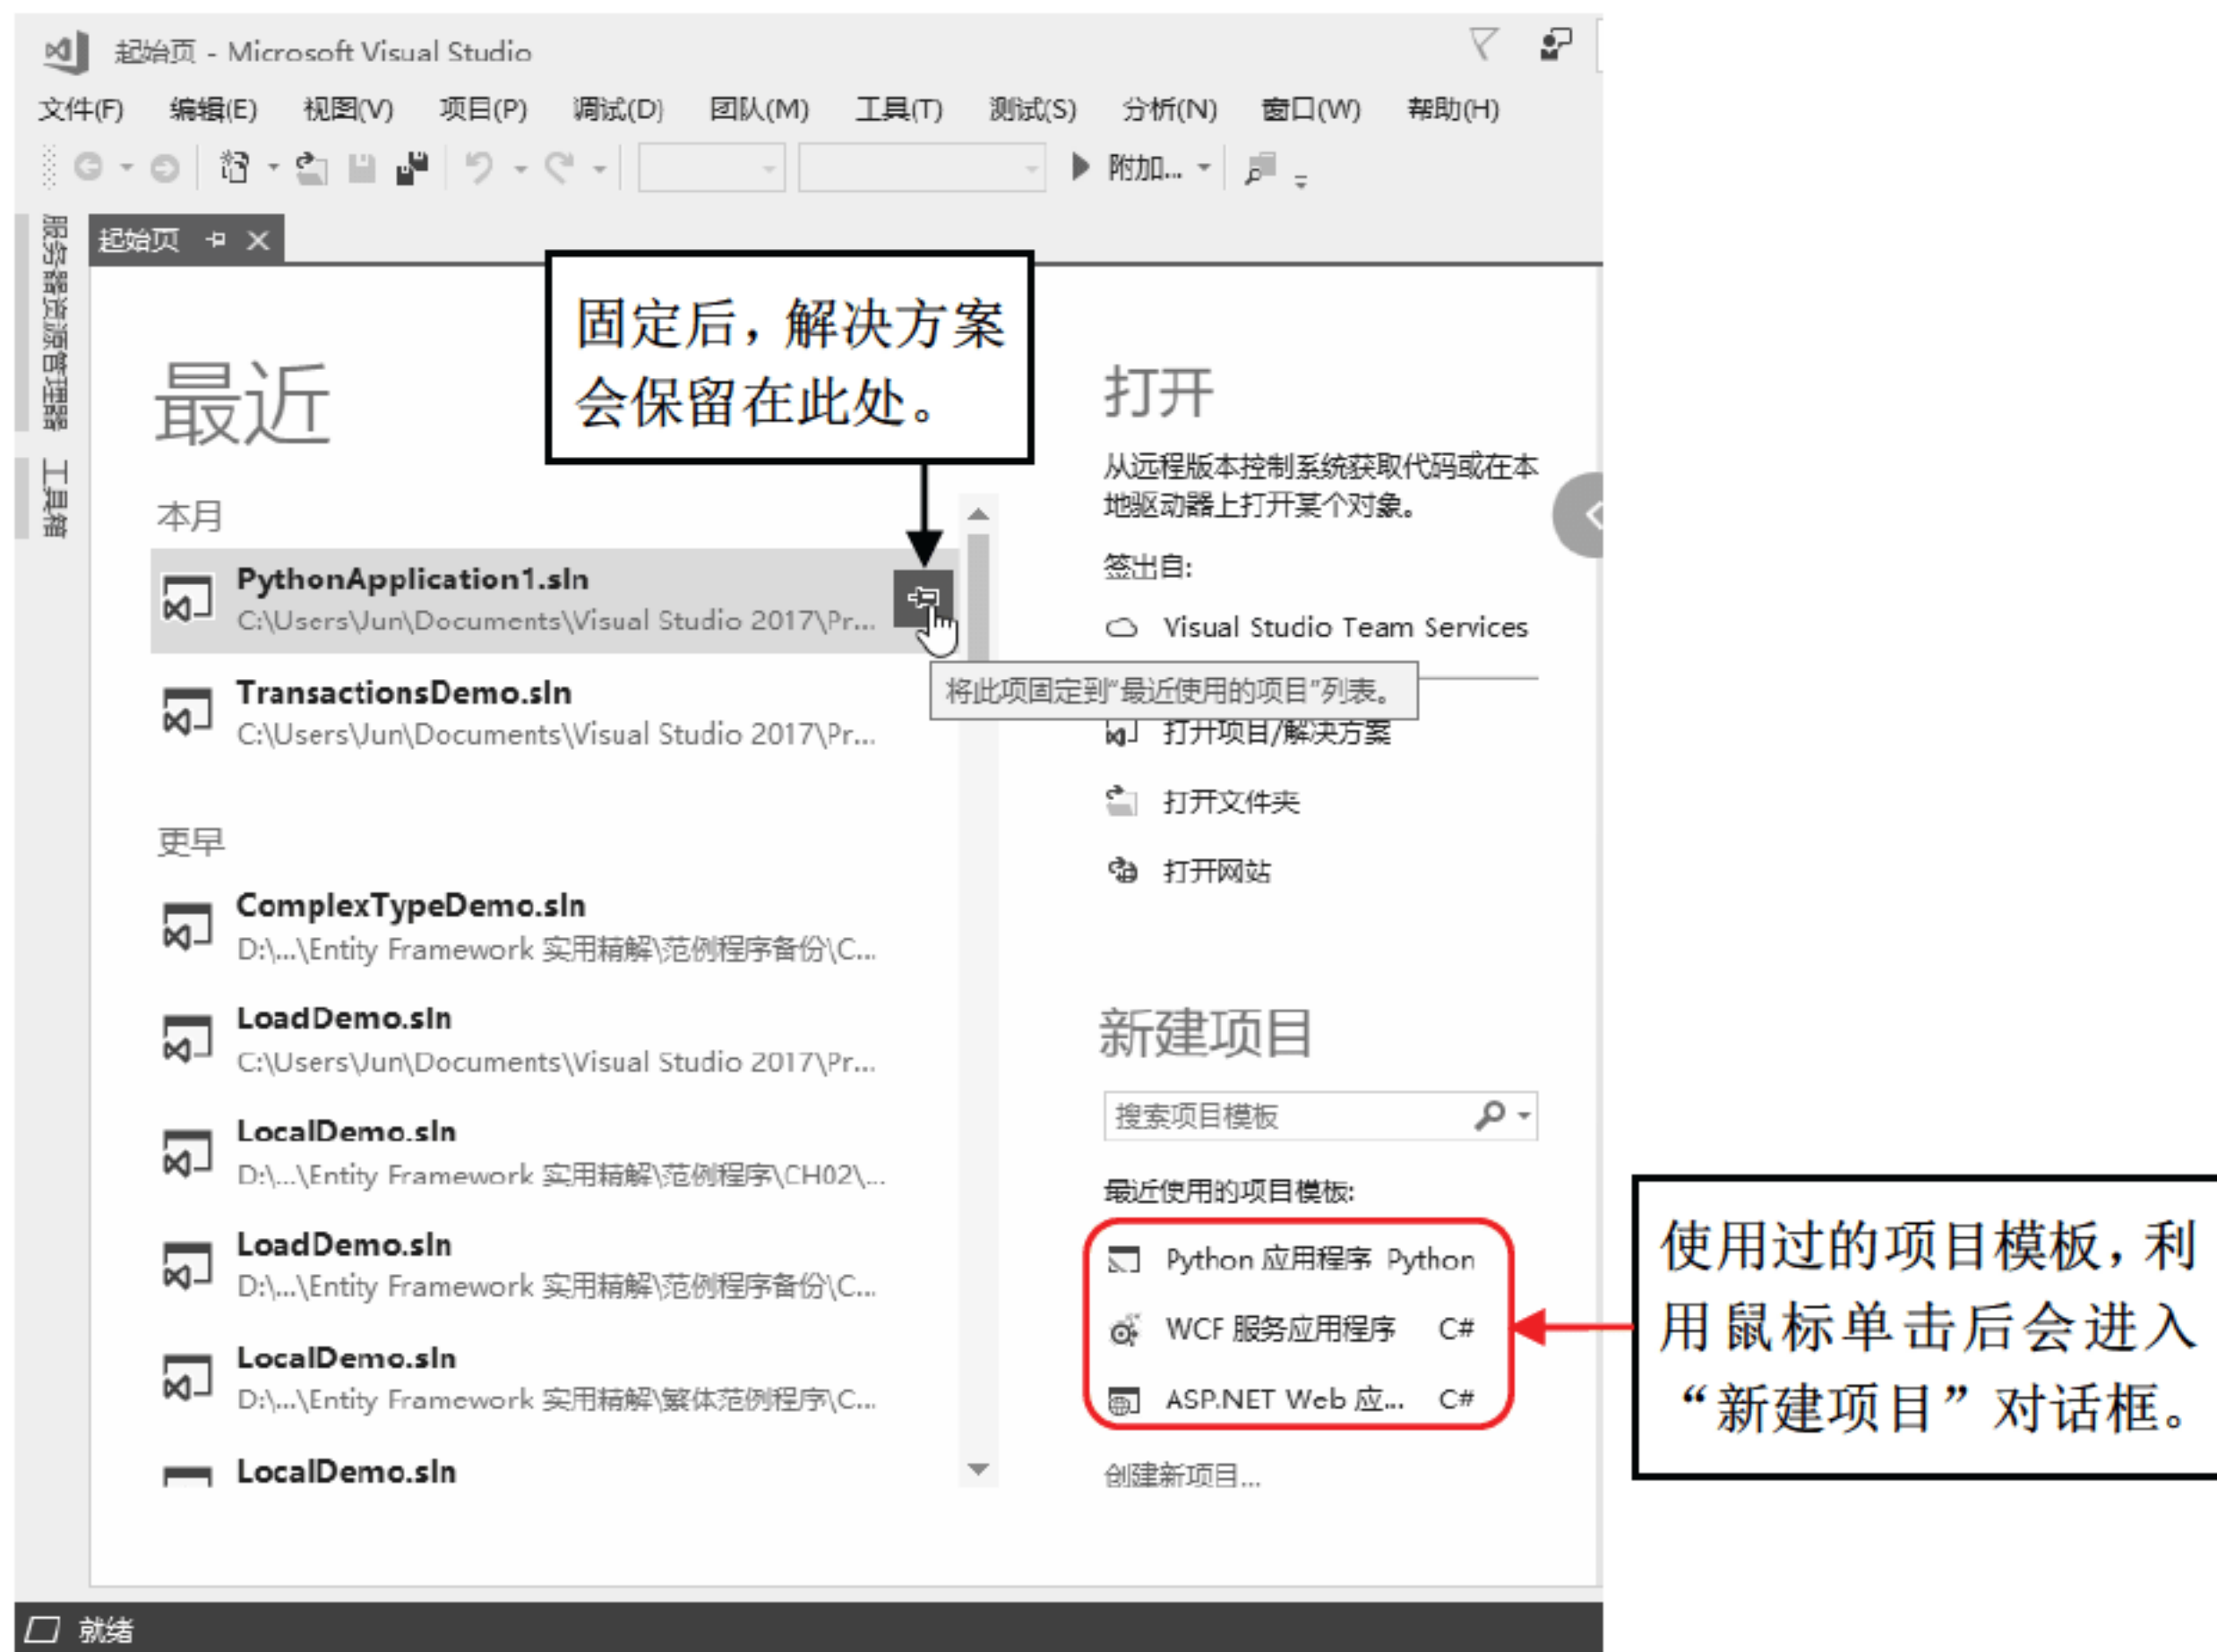 起始页 - Microsoft Visual Studio
文件(F) 编辑(E) 视图(V) 项目(P) 调试(D) 团队(M) 工具(T) 测试(S) 分析(N) 窗口(W) 帮助(H)
附加...
服务器资源管理器
工具箱
起始页
固定后，解决方案
会保留在此处。
最近
本月
PythonApplication1.sln
C:\Users\Jun\Documents\Visual Studio 2017\Pr...
将此项固定到“最近使用的项目”列表。
TransactionsDemo.sln
C:\Users\Jun\Documents\Visual Studio 2017\Pr...
更早
ComplexTypeDemo.sln
D:\...\Entity Framework 实用精解\范例程序备份\C...
LoadDemo.sln
C:\Users\Jun\Documents\Visual Studio 2017\Pr...
LocalDemo.sln
D:\...\Entity Framework 实用精解\范例程序\CH02\...
LoadDemo.sln
D:\...\Entity Framework 实用精解\范例程序备份\C...
LocalDemo.sln
D:\...\Entity Framework 实用精解\繁体范例程序\C...
LocalDemo.sln
打开
从远程版本控制系统获取代码或在本
地驱动器上打开某个对象。
签出自:
Visual Studio Team Services
打开项目/解决方案
打开文件夹
打开网站
新建项目
搜索项目模板
最近使用的项目模板:
Python 应用程序 Python
WCF 服务应用程序 C#
ASP.NET Web 应... C#
创建新项目...
使用过的项目模板，利
用鼠标单击后会进入
“新建项目”对话框。
就绪